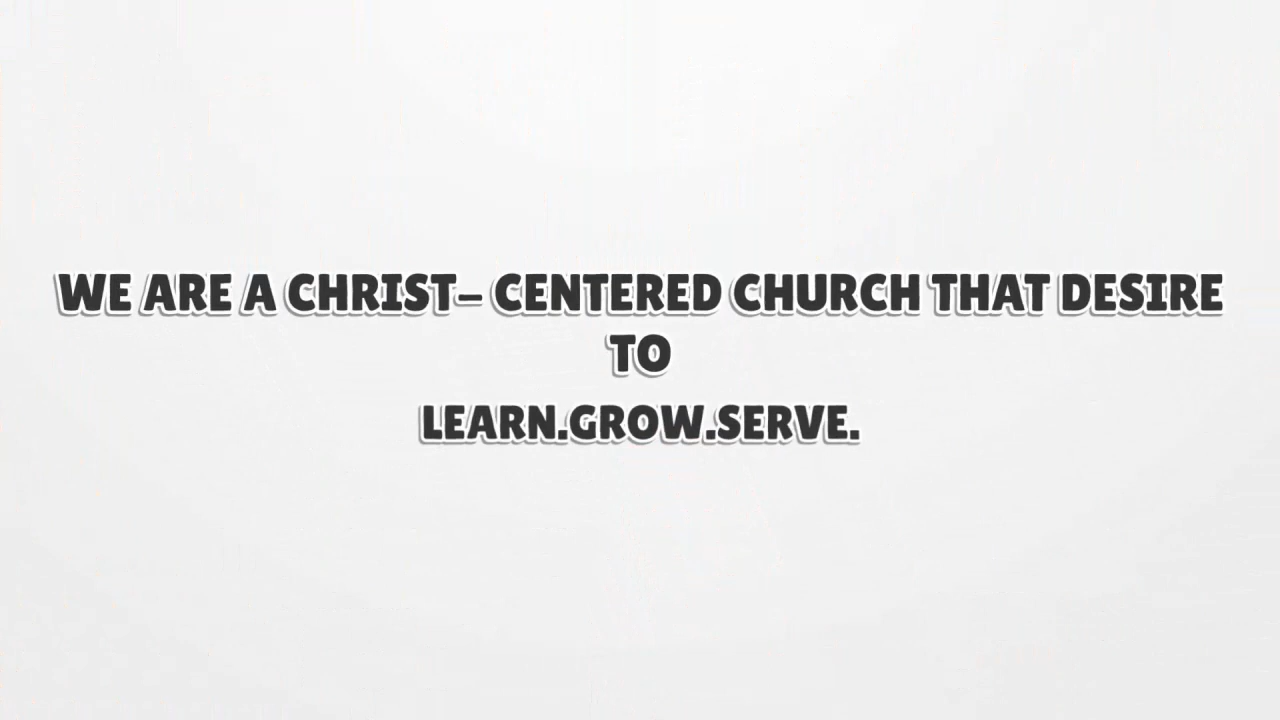 WE ARE A CHRIST- CENTERED CHURCH THAT DESIRE
TO
LEARN.GROW.SERVE.